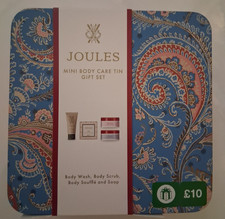 JOULES
MINI BODY CARE TIN
GIFT SET
Body Wash, Body Scrub,
Body Soufflé and Soap
£10